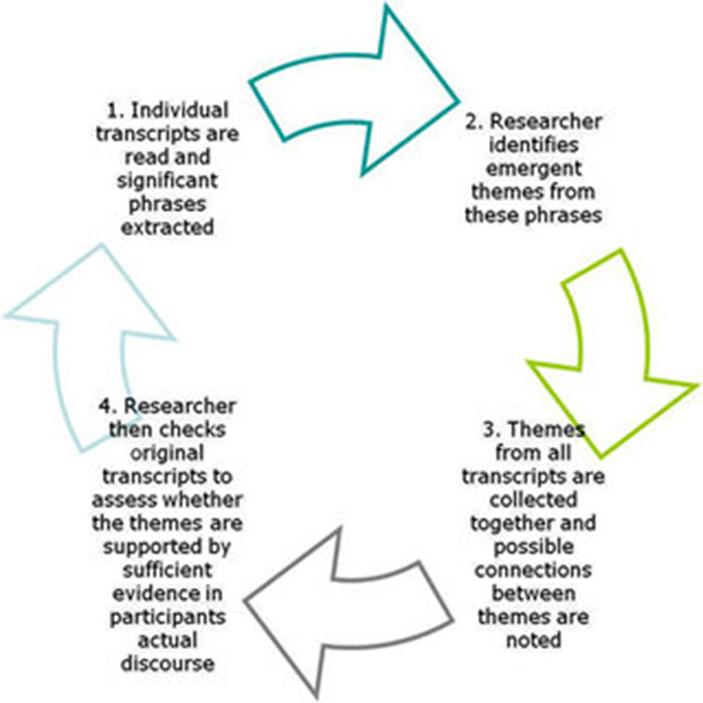 1. Individual
transcripts are
read and
significant
phrases
extracted
2. Researcher
identifies
emergent
themes from
these phrases
3. Themes
from all
transcripts are
collected
together and
possible
connections
between
themes are
noted
4. Researcher
then checks
original
transcripts to
assess whether
the themes are
supported by
sufficient
evidence in
participants
actual
discourse